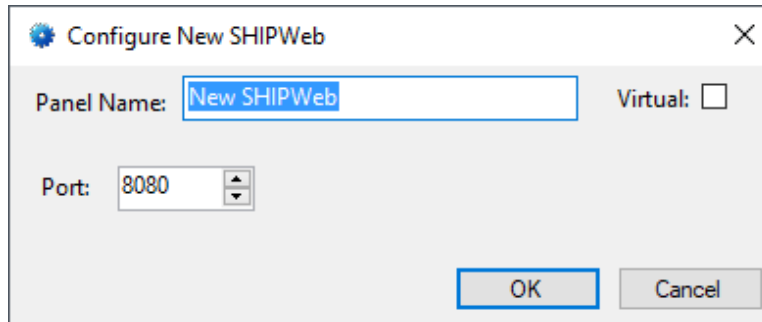 Configure New SHIPWeb
Panel Name: New SHIPWeb Virtual:
Port: 8080
OK Cancel